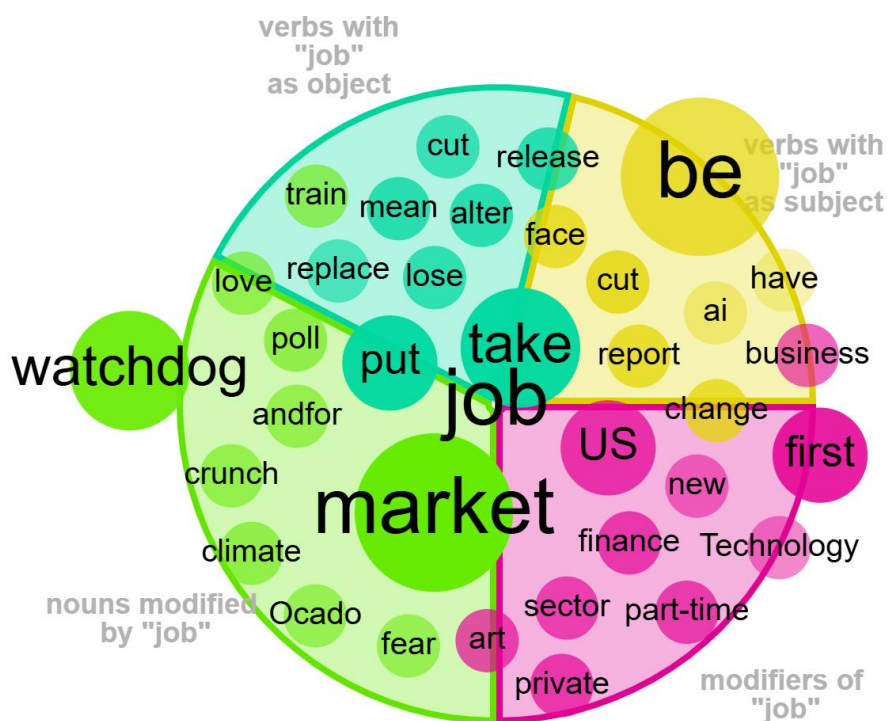 verbs with
"job"
as object
be
verbs with
"job"
as subject
cut
release
train
mean
alter
face
love
replace
lose
cut
have
ai
watchdog
poll
put
take
report
business
job
andfor
change
US
first
crunch
market
new
climate
finance
Technology
nouns modified
by "job"
Ocado
fear
art
sector
part-time
private
modifiers of
"job"